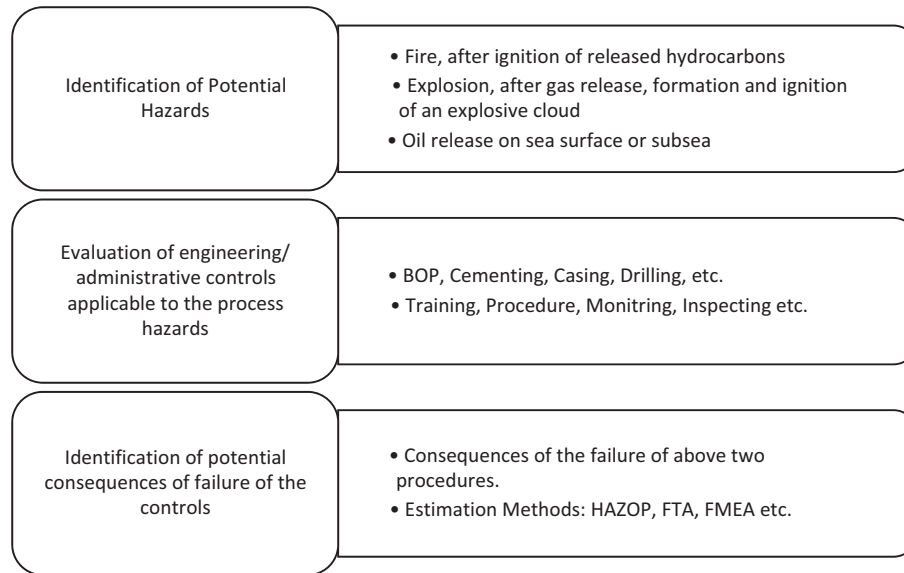 Identification of Potential
Hazards
• Fire, after ignition of released hydrocarbons
• Explosion, after gas release, formation and ignition
of an explosive cloud
• Oil release on sea surface or subsea
Evaluation of engineering/
administrative controls
applicable to the process
hazards
• BOP, Cementing, Casing, Drilling, etc.
• Training, Procedure, Monitring, Inspecting etc.
Identification of potential
consequences of failure of the
controls
• Consequences of the failure of above two
procedures.
• Estimation Methods: HAZOP, FTA, FMEA etc.